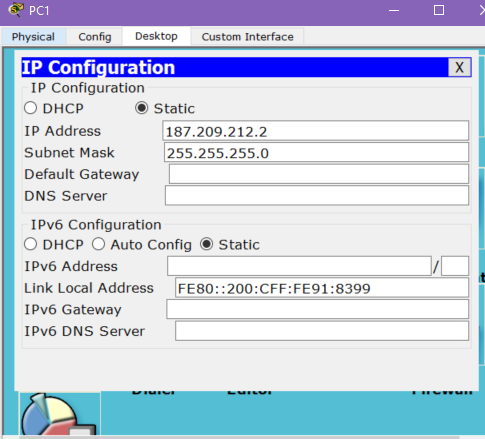 PC1
Physical Config Desktop Custom Interface
IP Configuration X
IP Configuration
DHCP Static
IP Address 187.209.212.2
Subnet Mask 255.255.255.0
Default Gateway
DNS Server
IPv6 Configuration
DHCP Auto Config Static
IPv6 Address /
Link Local Address FE80::200:CFF:FE91:8399
IPv6 Gateway
IPv6 DNS Server
Dialer Editor Firewall